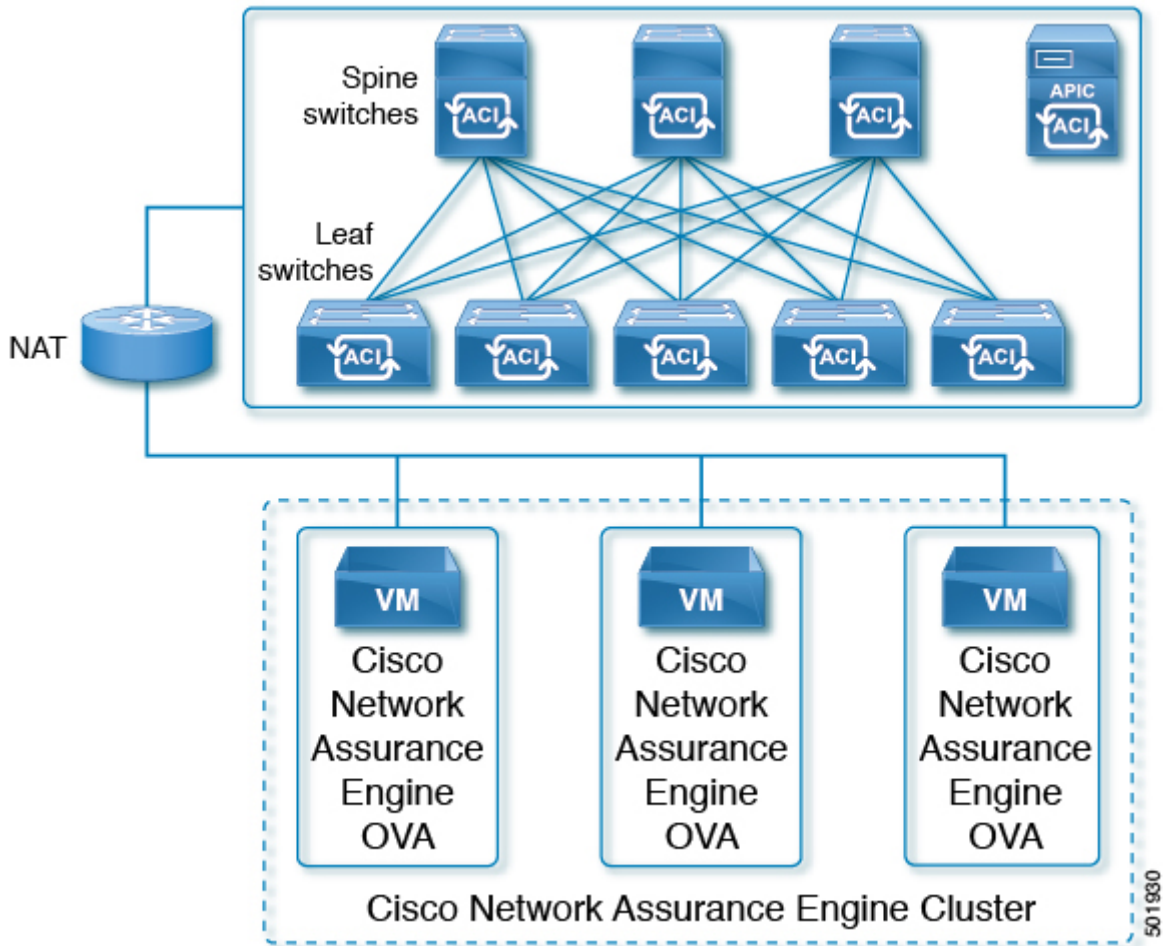 Spine
switches
ACI
ACI
ACI
APIC
ACI
Leaf
switches
NAT
ACI
ACI
ACI
ACI
ACI
VM
Cisco
Network
Assurance
Engine
OVA
VM
Cisco
Network
Assurance
Engine
OVA
VM
Cisco
Network
Assurance
Engine
OVA
Cisco Network Assurance Engine Cluster
501930